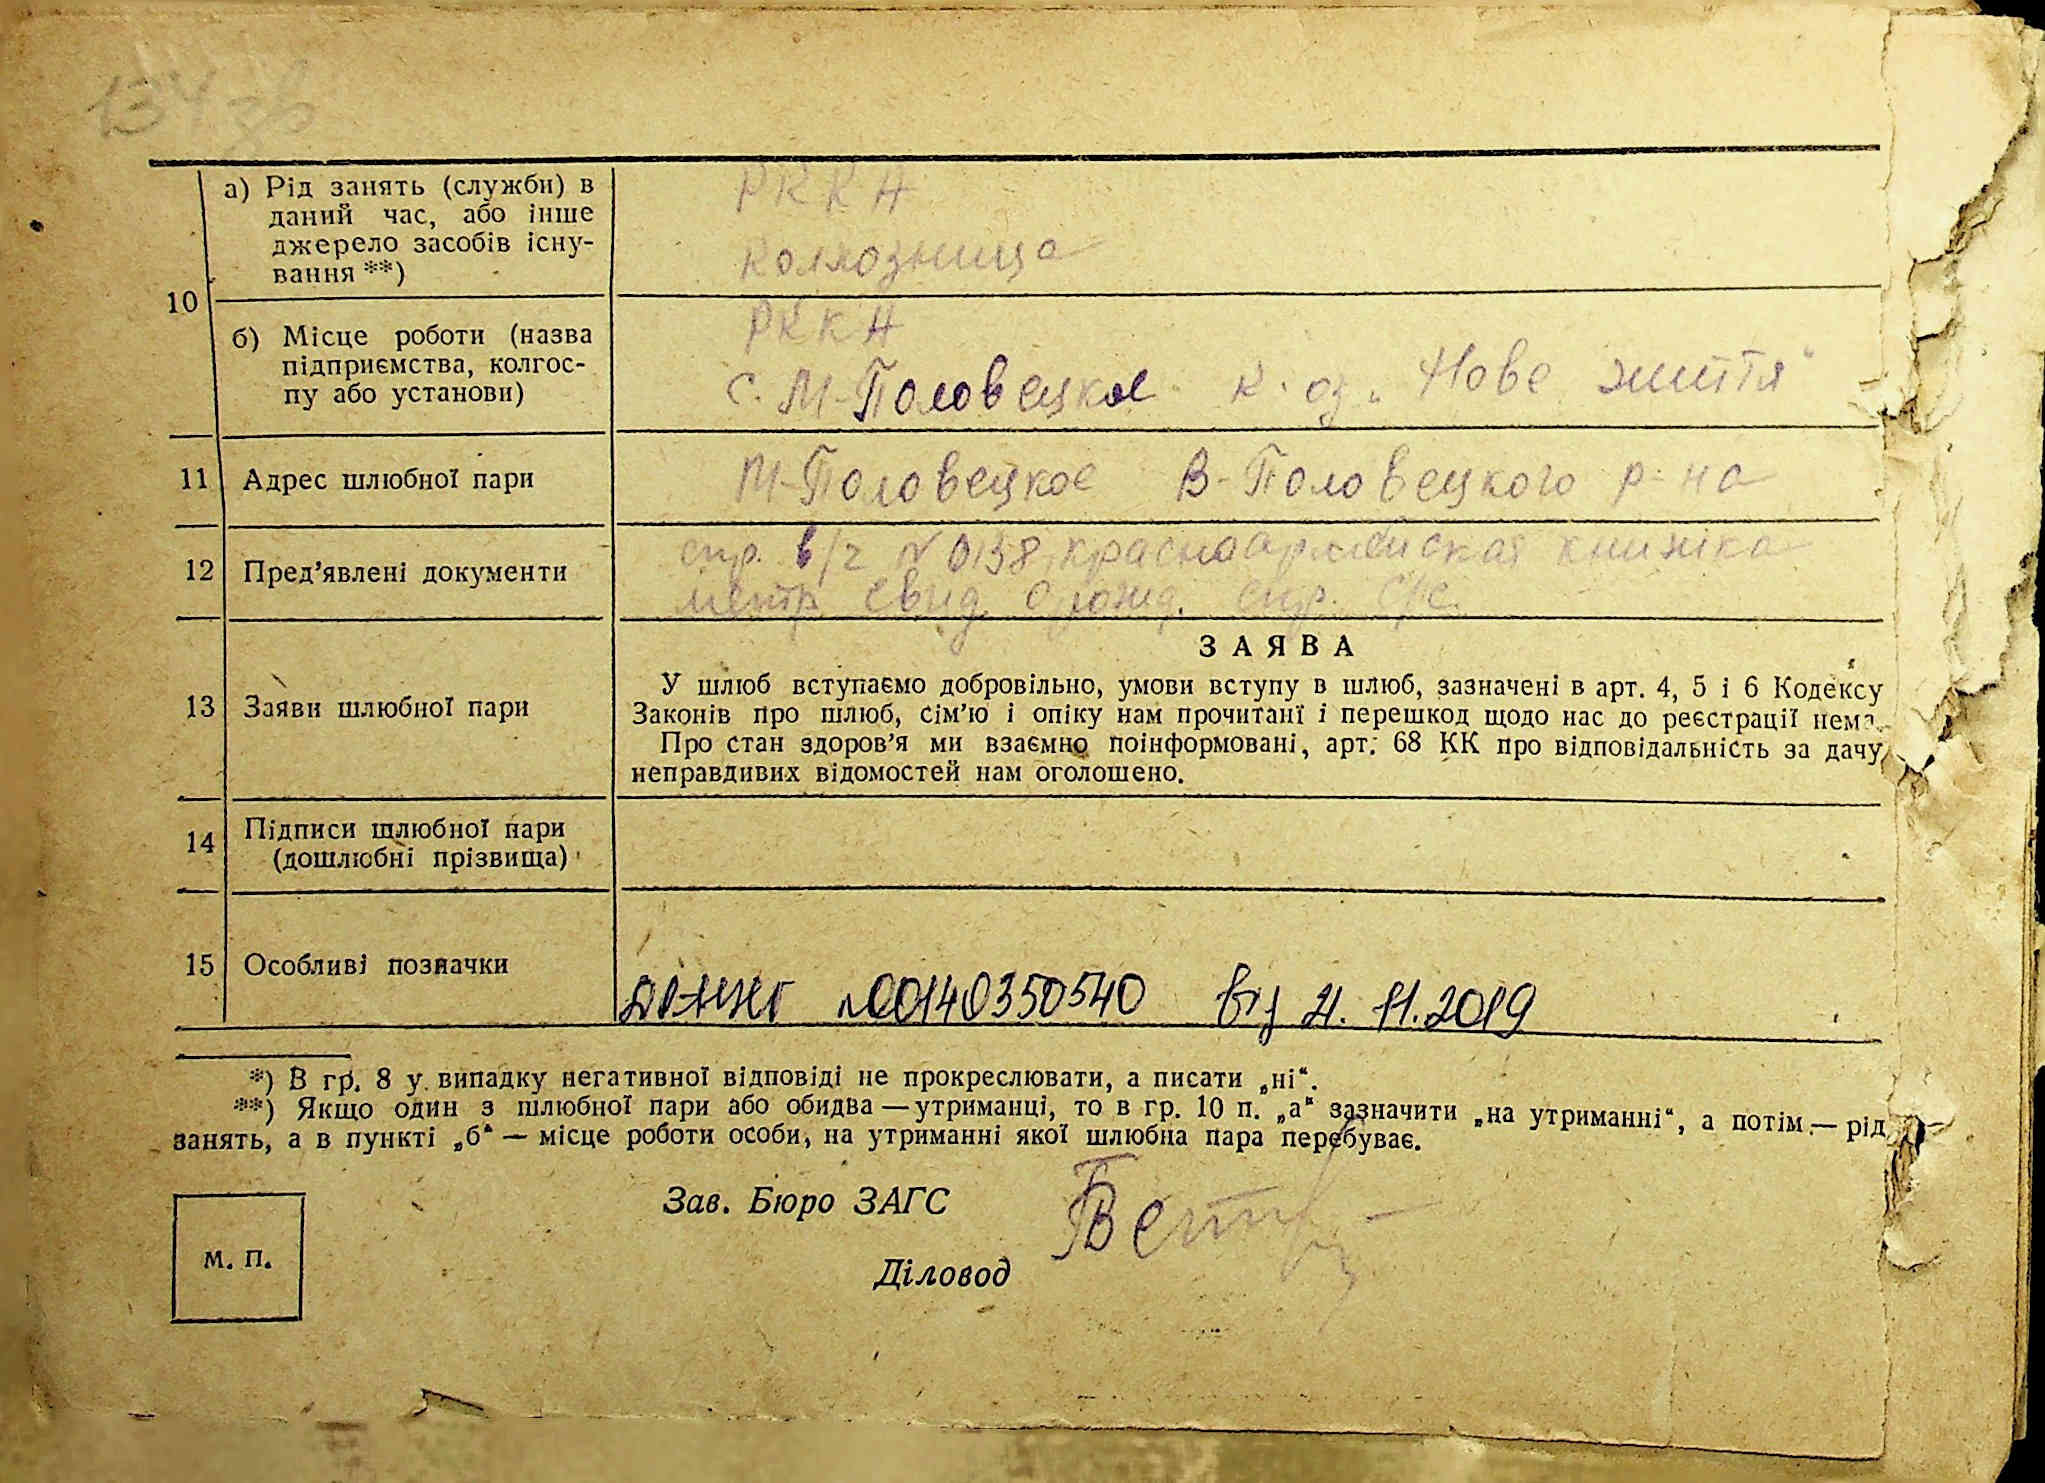 134 зв
10
а) Рід занять (служби) в
даний час, або інше
джерело засобів існу-
вання **)
РККА
колхозница
б) Місце роботи (назва
підприємства, колгос-
пу або установи)
РККА
с. М-Половецкое к-оз „Нове життя"
11 Адрес шлюбної пари
М-Половецкое В-Половецкого р-на
12 Пред’явлені документи
спр. в/ч N 0138, красноармейская книжка
метр. свид. о рожд. спр. с/с.
13 Заяви шлюбної пари
ЗАЯВА
У шлюб вступаємо добровільно, умови вступу в шлюб, зазначені в арт. 4, 5 і 6 Кодексу
Законів про шлюб, сім’ю і опіку нам прочитані і перешкод щодо нас до реєстрації нема.
Про стан здоров’я ми взаємно поінформовані, арт. 68 КК про відповідальність за дачу
неправдивих відомостей нам оголошено.
14 Підписи шлюбної пари
(дошлюбні прізвища)
15 Особливі позначки
№00140350540 від 21.11.2019
*) В гр. 8 у випадку негативної відповіді не прокреслювати, а писати „ні“.
**) Якщо один з шлюбної пари або обидва — утриманці, то в гр. 10 п. „а“ зазначити „на утриманні“, а потім — рід
занять, а в пункті „б“ — місце роботи особи, на утриманні якої шлюбна пара перебуває.
Зав. Бюро ЗАГС
Діловод
М. П.